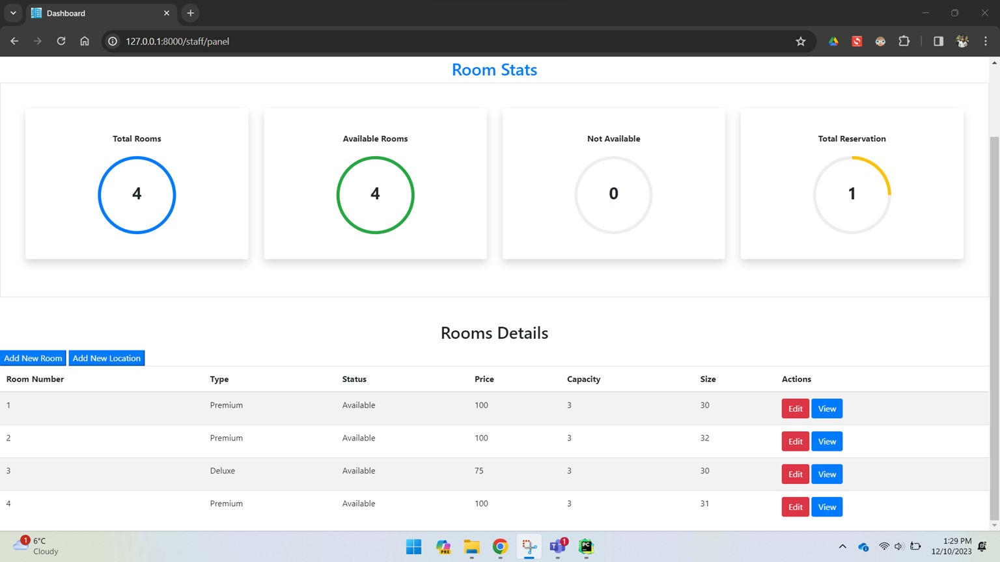 Dashboard
127.0.0.1:8000/staff/panel
Room Stats
Total Rooms
4
Available Rooms
4
Not Available
0
Total Reservation
1
Rooms Details
Add New Room Add New Location
Room Number Type Status Price Capacity Size Actions
1 Premium Available 100 3 30 Edit View
2 Premium Available 100 3 32 Edit View
3 Deluxe Available 75 3 30 Edit View
4 Premium Available 100 3 31 Edit View
1
6°C
Cloudy
PRE
1
PC
1:29 PM
12/10/2023